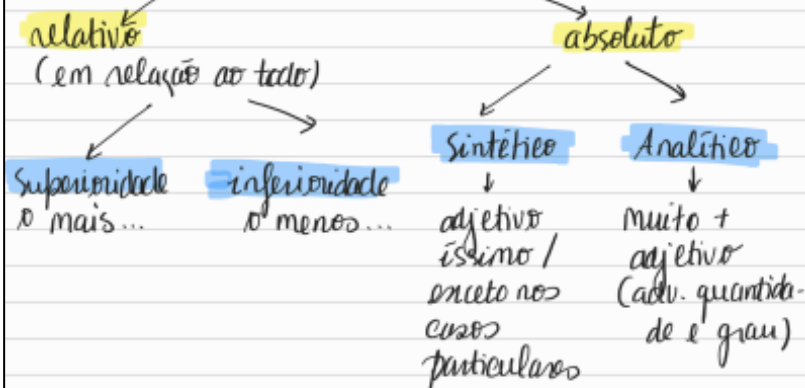 relativo
(em relação ao todo)
superioridade
o mais...
inferioridade
o menos...
absoluto
Sintético
adjetivo
íssimo /
exceto nos
casos
particulares
Analítico
muito +
adjetivo
(adv. quantida-
de e grau)